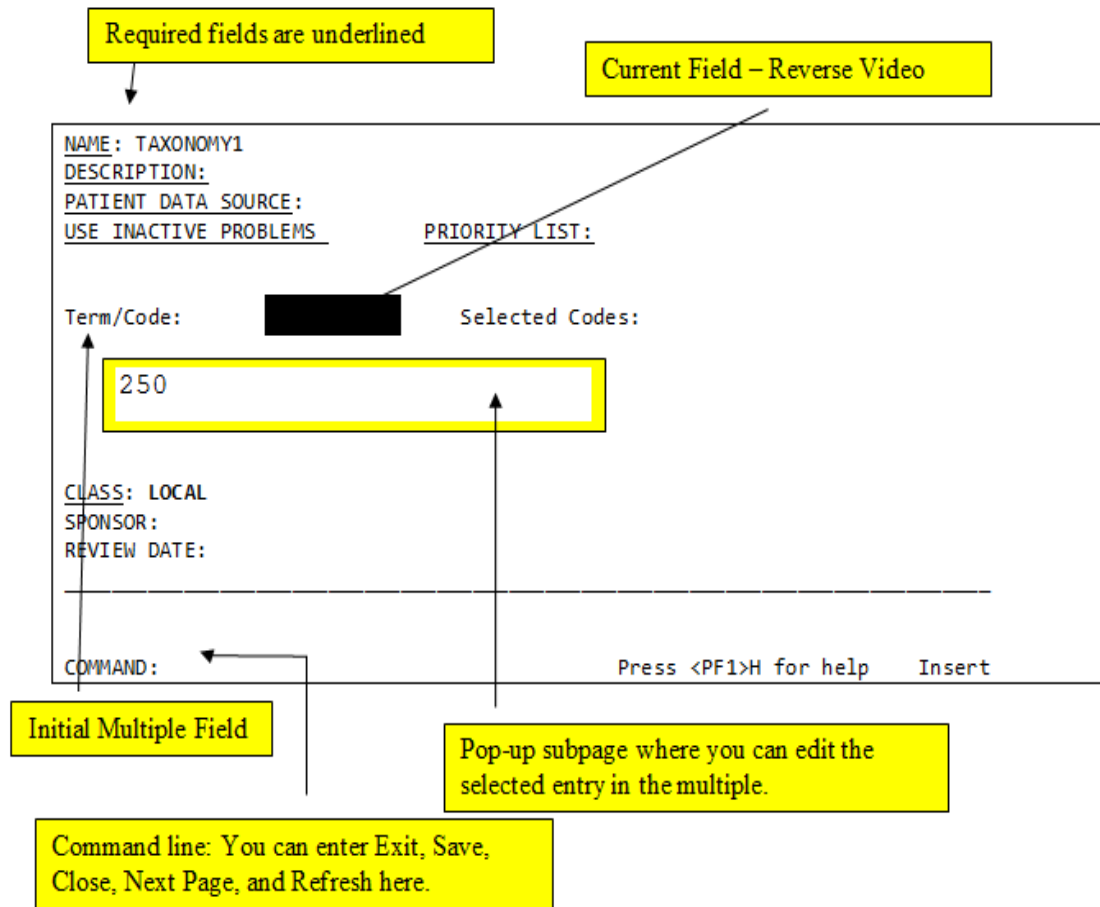 Required fields are underlined
Current Field – Reverse Video
NAME: TAXONOMY1
DESCRIPTION:
PATIENT DATA SOURCE:
USE INACTIVE PROBLEMS PRIORITY LIST:
Term/Code: Selected Codes:
250
CLASS: LOCAL
SPONSOR:
REVIEW DATE:
COMMAND: Press <PF1>H for help Insert
Initial Multiple Field
Pop-up subpage where you can edit the
selected entry in the multiple.
Command line: You can enter Exit, Save,
Close, Next Page, and Refresh here.